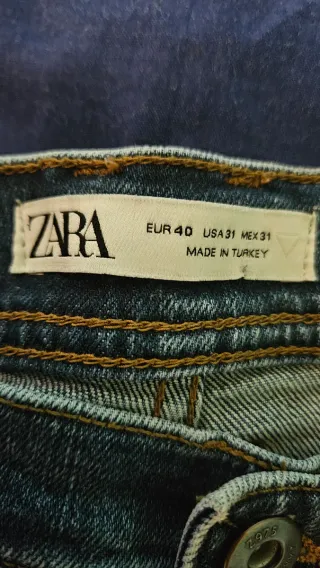 ZARA
EUR 40 USA 31 MEX 31
MADE IN TURKEY